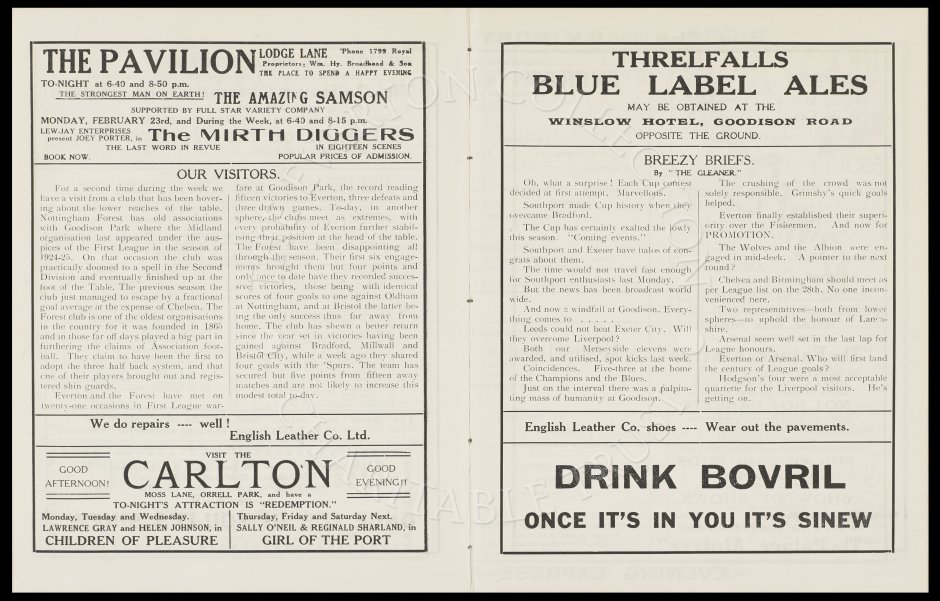 THE PAVILION
LODGE LANE 'Phone 1799 Royal
Proprietors: Wm. Hy. Broadhead & Son
THE PLACE TO SPEND A HAPPY EVENING
TO-NIGHT at 6-40 and 8-50 p.m.
THE STRONGEST MAN ON EARTH! THE AMAZING SAMSON
SUPPORTED BY FULL STAR VARIETY COMPANY
MONDAY, FEBRUARY 23rd, and During the Week, at 6-40 and 8-15 p.m.
LEW-JAY ENTERPRISES
present JOEY PORTER, in The MIRTH DIGGERS
THE LAST WORD IN REVUE IN EIGHTEEN SCENES
BOOK NOW. POPULAR PRICES OF ADMISSION.
OUR VISITORS.
For a second time during the week we
have a visit from a club that has been hover-
ing about the lower reaches of the table.
Nottingham Forest has old associations
with Goodison Park where the Midland
organisation last appeared under the aus-
pices of the First League in the season of
1924-25. On that occasion the club was
practically doomed to a spell in the Second
Division and eventually finished up at the
foot of the Table. The previous season the
club just managed to escape by a fractional
goal average at the expense of Chelsea. The
Forest club is one of the oldest organisations
in the country for it was founded in 1865
and in those far off days played a big part in
furthering the claims of Association foot-
ball. They claim to have been the first to
adopt the three half back system, and that
one of their players brought out and regis-
tered shin guards.
Everton and the Forest have met on
twenty-one occasions in First League war-
fare at Goodison Park, the record reading
fifteen victories to Everton, three defeats and
three drawn games. To-day, in another
sphere, the clubs meet as extremes, with
every probability of Everton further stabil-
ising their position at the head of the table.
The Forest have been disappointing all
through the season. Their first six engage-
ments brought them but four points and
only once to date have they recorded succes-
sive victories, those being with identical
scores of four goals to one against Oldham
at Nottingham, and at Bristol the latter be-
ing the only success thus far away from
home. The club has shewn a better return
since the year set in victories having been
gained against Bradford, Millwall and
Bristol City, while a week ago they shared
four goals with the 'Spurs. The team has
secured but five points from fifteen away
matches and are not likely to increase this
modest total to-day.
We do repairs ---- well!
English Leather Co. Ltd.
GOOD
AFTERNOON!
VISIT THE
CARLTON
GOOD
EVENING!!
MOSS LANE, ORRELL PARK, and have a
TO-NIGHT'S ATTRACTION IS "REDEMPTION."
Monday, Tuesday and Wednesday.
LAWRENCE GRAY and HELEN JOHNSON, in
CHILDREN OF PLEASURE
Thursday, Friday and Saturday Next.
SALLY O'NEIL & REGINALD SHARLAND, in
GIRL OF THE PORT
THRELFALLS
BLUE LABEL ALES
MAY BE OBTAINED AT THE
WINSLOW HOTEL, GOODISON ROAD
OPPOSITE THE GROUND.
BREEZY BRIEFS.
By "THE GLEANER."
Oh, what a surprise! Each Cup contest
decided at first attempt. Marvellous.
Southport made Cup history when they
overcame Bradford.
The Cup has certainly exalted the lowly
this season. "Coming events."
Southport and Exeter have halos of con-
grats about them.
The time would not travel fast enough
for Southport enthusiasts last Monday.
But the news has been broadcast world
wide.
And now a windfall at Goodison. Every-
thing comes to . . . . .
Leeds could not beat Exeter City. Will
they overcome Liverpool?
Both our Merseyside elevens were
awarded, and utilised, spot kicks last week.
Coincidences. Five-three at the home
of the Champions and the Blues.
Just on the interval there was a palpita-
ting mass of humanity at Goodison.
The crushing of the crowd was not
solely responsible. Grimsby's quick goals
helped.
Everton finally established their superi-
ority over the Fishermen. And now for
PROMOTION.
The Wolves and the Albion were en-
gaged in mid-deck. A pointer to the next
round?
Chelsea and Birmingham should meet as
per League list on the 28th. No one incon-
venienced here.
Two representatives—both from lower
spheres—to uphold the honour of Lanca-
shire.
Arsenal seem well set in the last lap for
League honours.
Everton or Arsenal. Who will first land
the century of League goals?
Hodgson's four were a most acceptable
quartette for the Liverpool visitors. He's
getting on.
English Leather Co. shoes ---- Wear out the pavements.
DRINK BOVRIL
ONCE IT'S IN YOU IT'S SINEW